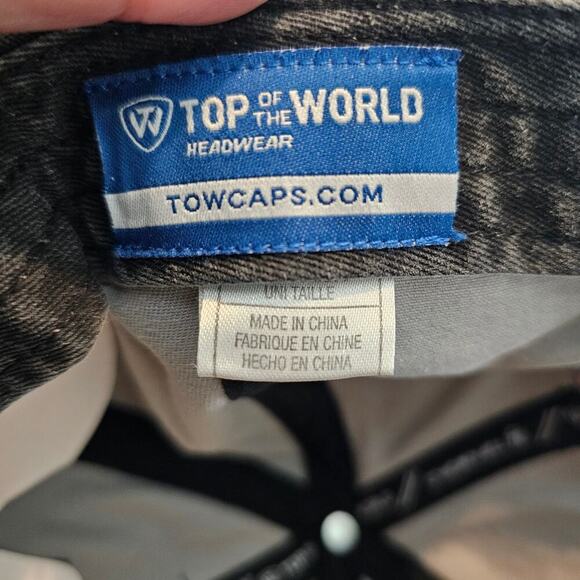 TOP OF THE WORLD
HEADWEAR
TOWCAPS.COM
UNI TAILLE
MADE IN CHINA
FABRIQUE EN CHINE
HECHO EN CHINA